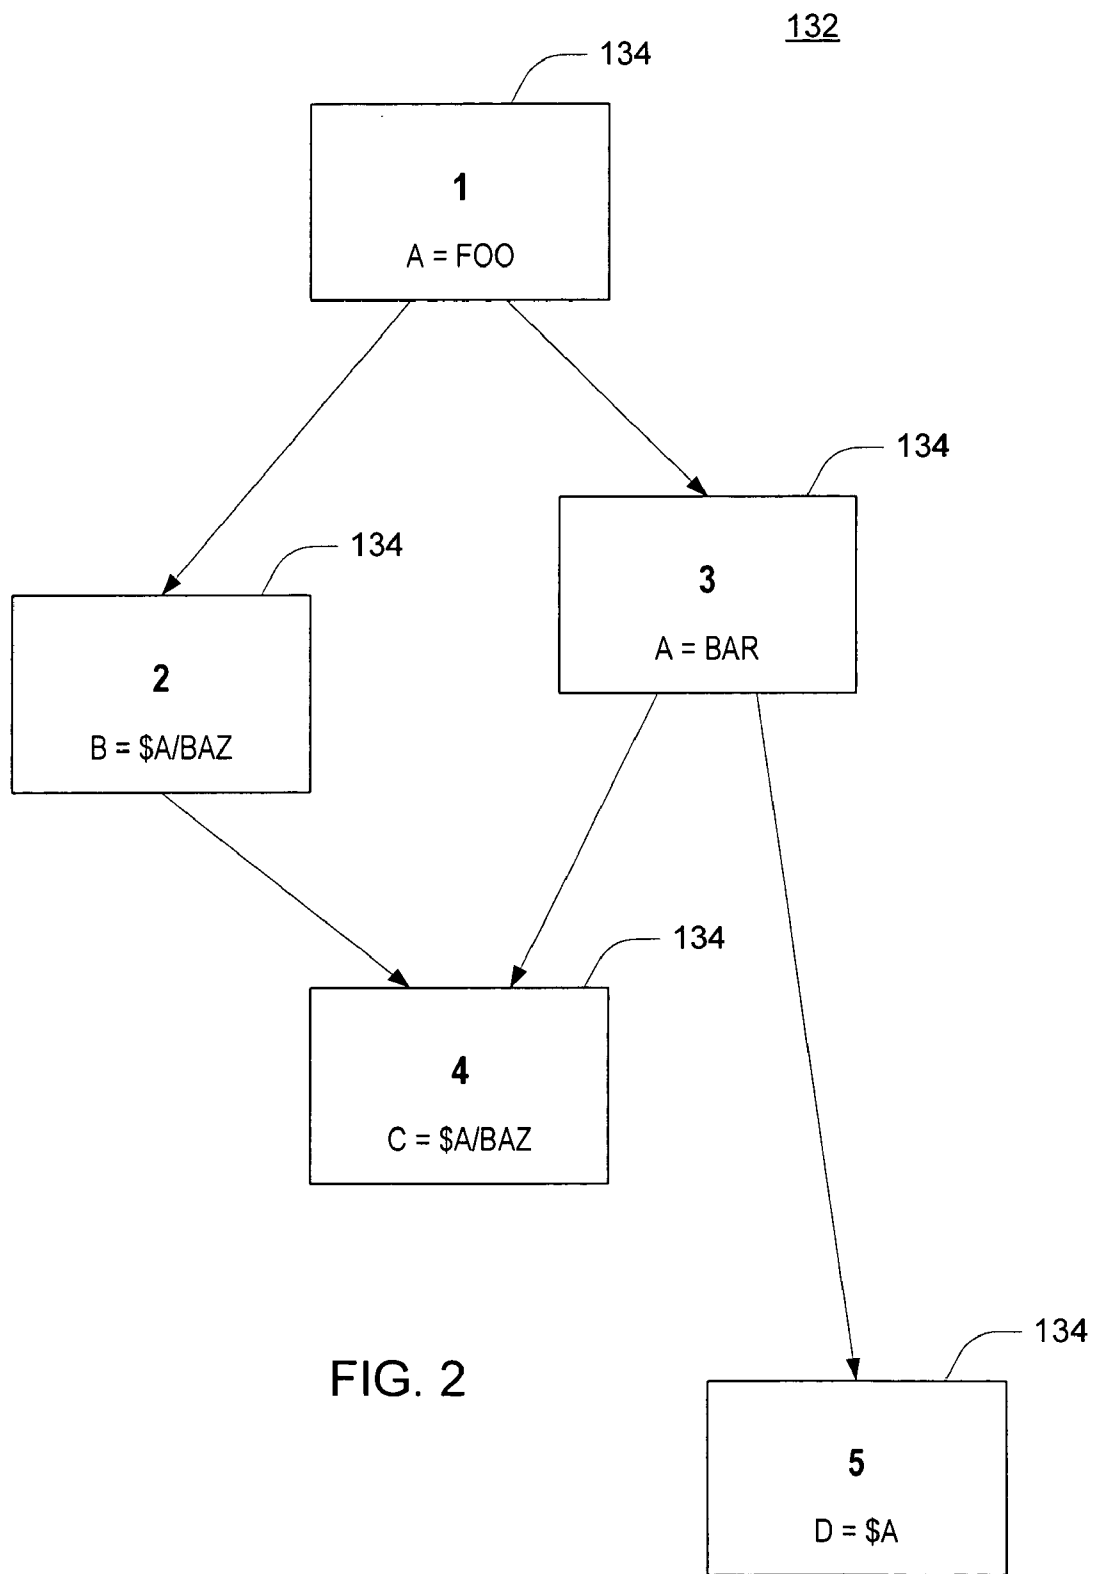 132
134
1
A = FOO
134
3
A = BAR
134
2
B = $A/BAZ
134
4
C = $A/BAZ
FIG. 2
134
5
D = $A